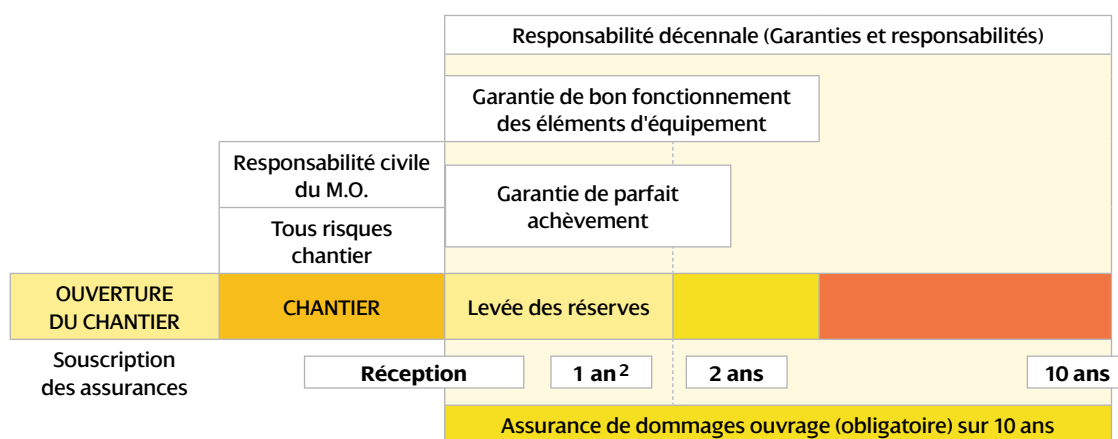 Responsabilité décennale (Garanties et responsabilités)
Garantie de bon fonctionnement
des éléments d'équipement
Responsabilité civile
du M.O.
Garantie de parfait
achèvement
Tous risques
chantier
OUVERTURE
DU CHANTIER
CHANTIER
Levée des réserves
Souscription
des assurances
Réception
1 an2
2 ans
10 ans
Assurance de dommages ouvrage (obligatoire) sur 10 ans